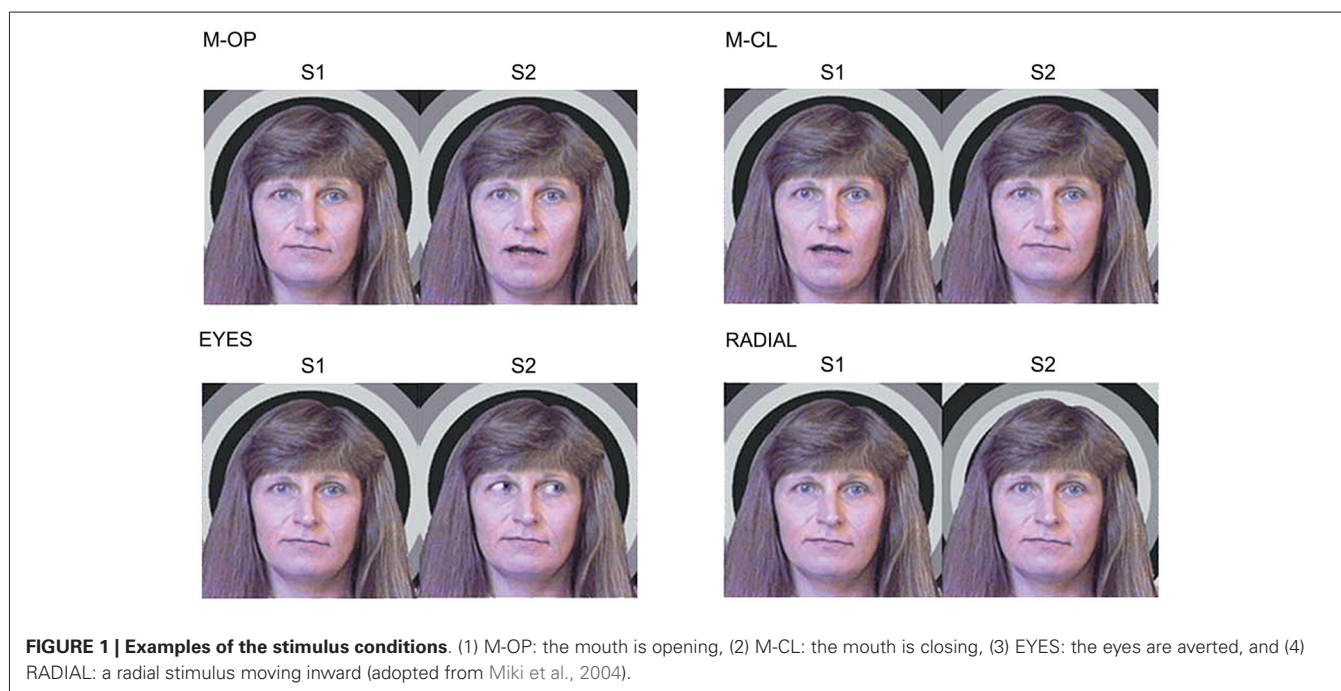 M-OP
S1 S2
M-CL
S1 S2
EYES
S1 S2
RADIAL
S1 S2
FIGURE 1 | Examples of the stimulus conditions. (1) M-OP: the mouth is opening, (2) M-CL: the mouth is closing, (3) EYES: the eyes are averted, and (4)
RADIAL: a radial stimulus moving inward (adopted from Miki et al., 2004).